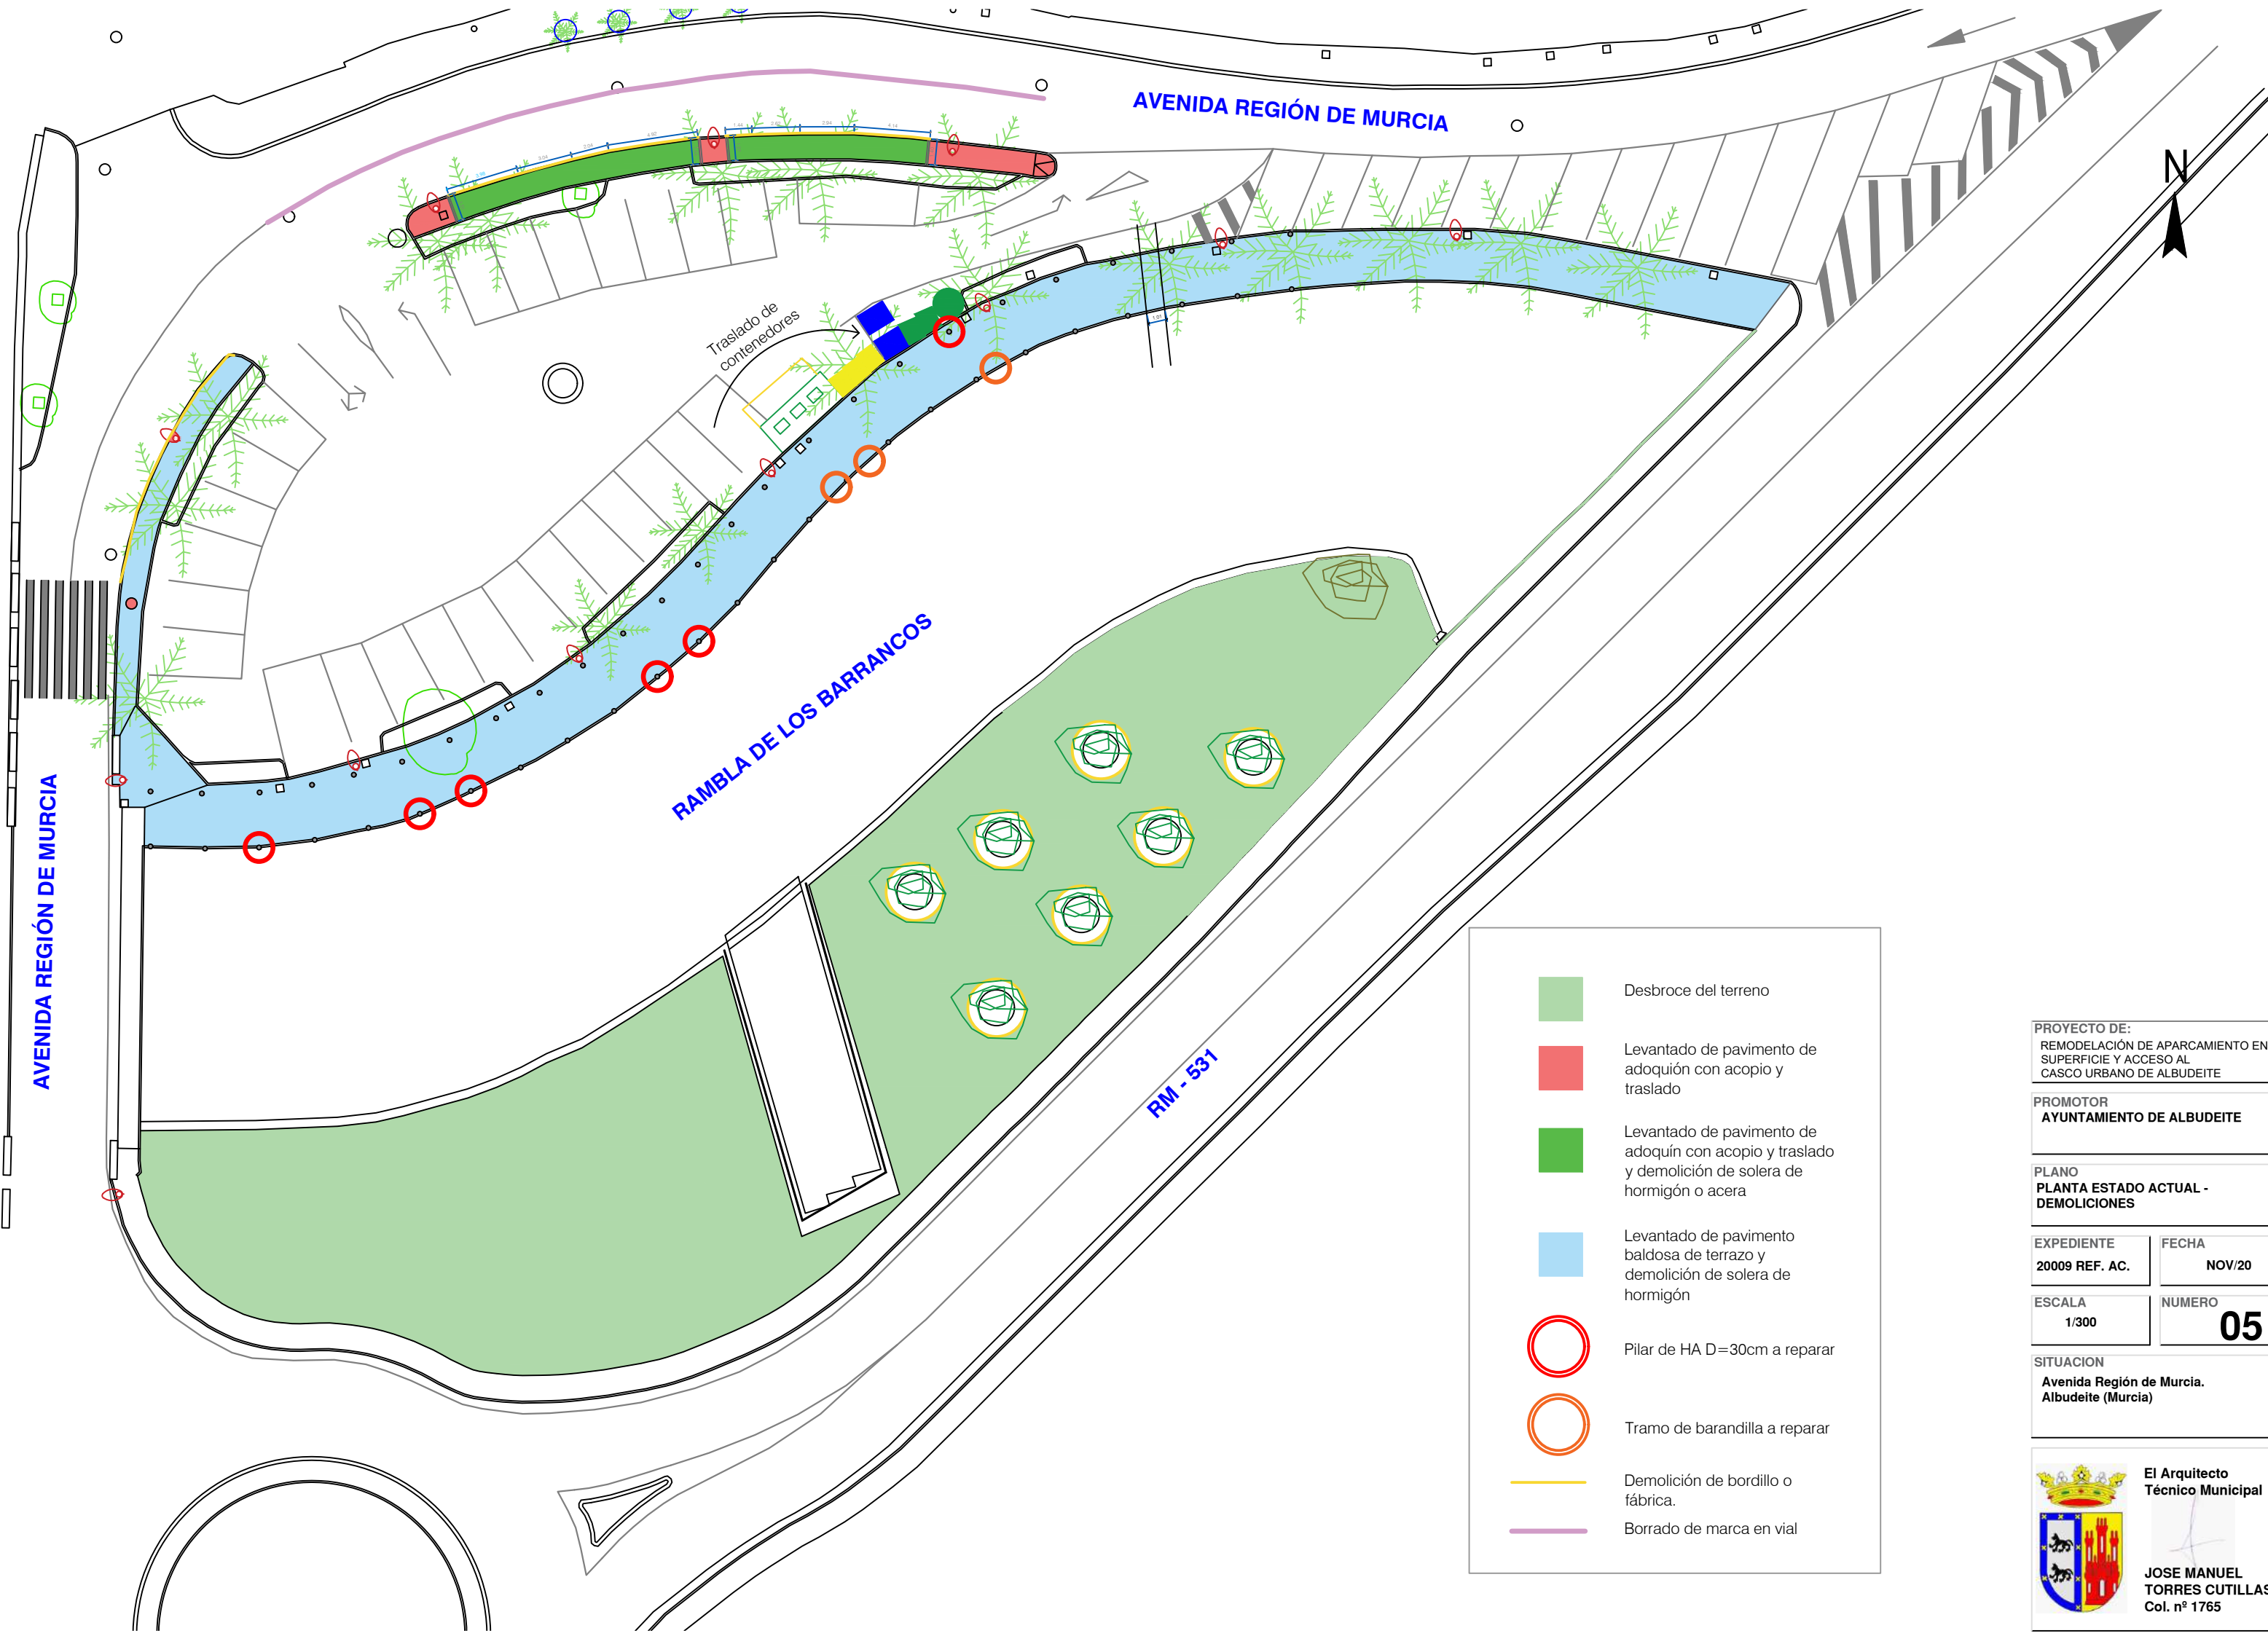 AVENIDA REGIÓN DE MURCIA
N
Traslado de
contenedores
RAMBLA DE LOS BARRANCOS
AVENIDA REGIÓN DE MURCIA
RM - 531
Desbroce del terreno
Levantado de pavimento de
adoquión con acopio y
traslado
Levantado de pavimento de
adoquín con acopio y traslado
y demolición de solera de
hormigón o acera
Levantado de pavimento
baldosa de terrazo y
demolición de solera de
hormigón
Pilar de HA D=30cm a reparar
Tramo de barandilla a reparar
Demolición de bordillo o
fábrica.
Borrado de marca en vial
PROYECTO DE:
REMODELACIÓN DE APARCAMIENTO EN
SUPERFICIE Y ACCESO AL
CASCO URBANO DE ALBUDEITE
PROMOTOR
AYUNTAMIENTO DE ALBUDEITE
PLANO
PLANTA ESTADO ACTUAL -
DEMOLICIONES
EXPEDIENTE
20009 REF. AC.
FECHA
NOV/20
ESCALA
1/300
NUMERO
05
SITUACION
Avenida Región de Murcia.
Albudeite (Murcia)
El Arquitecto
Técnico Municipal
JOSE MANUEL
TORRES CUTILLAS
Col. nº 1765